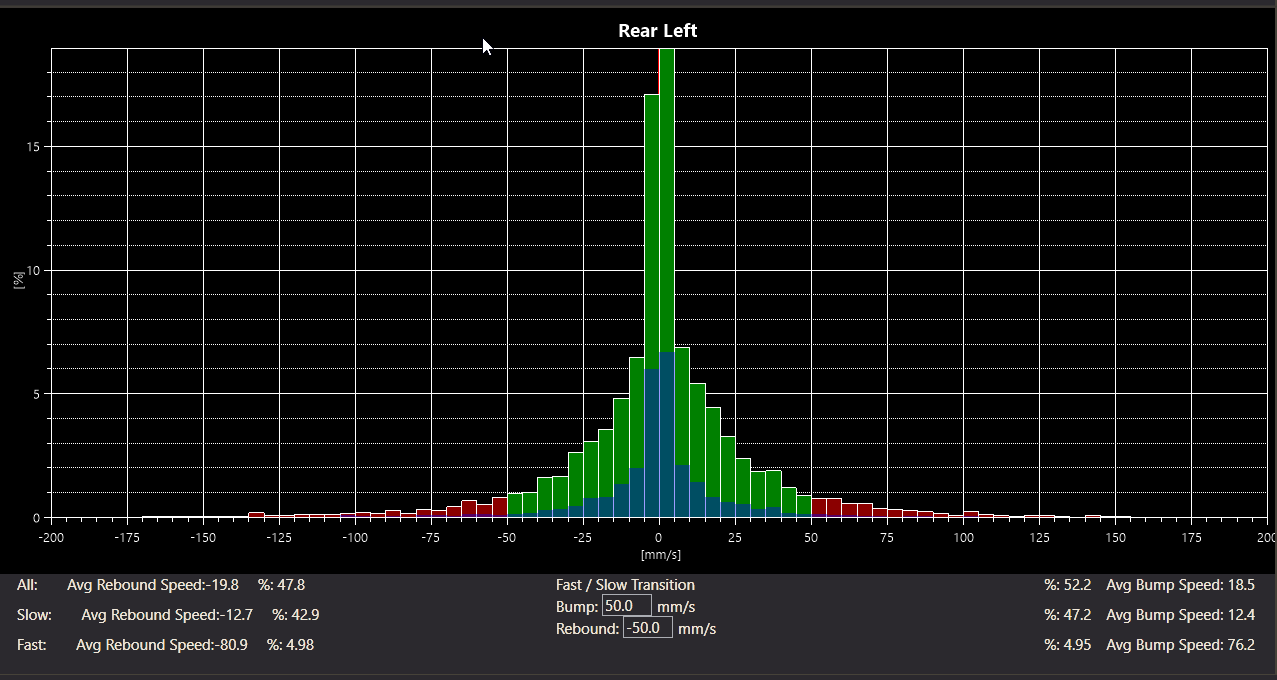 Rear Left
15
10
5
0
[%]
-200 -175 -150 -125 -100 -75 -50 -25 0 25 50 75 100 125 150 175 200
[mm/s]
All: Avg Rebound Speed:-19.8 %: 47.8
Slow: Avg Rebound Speed:-12.7 %: 42.9
Fast: Avg Rebound Speed:-80.9 %: 4.98
Fast / Slow Transition
Bump: 50.0 mm/s
Rebound: -50.0 mm/s
%: 52.2 Avg Bump Speed: 18.5
%: 47.2 Avg Bump Speed: 12.4
%: 4.95 Avg Bump Speed: 76.2